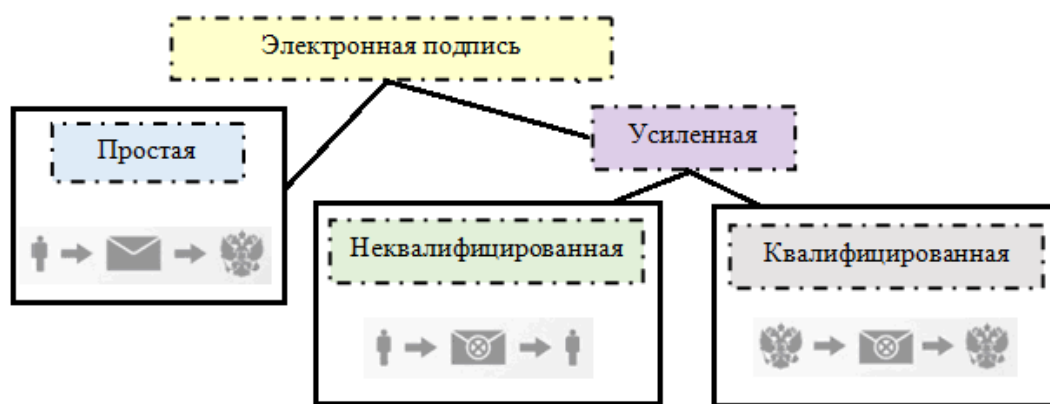 Электронная подпись
Простая
Усиленная
Неквалифицированная
Квалифицированная